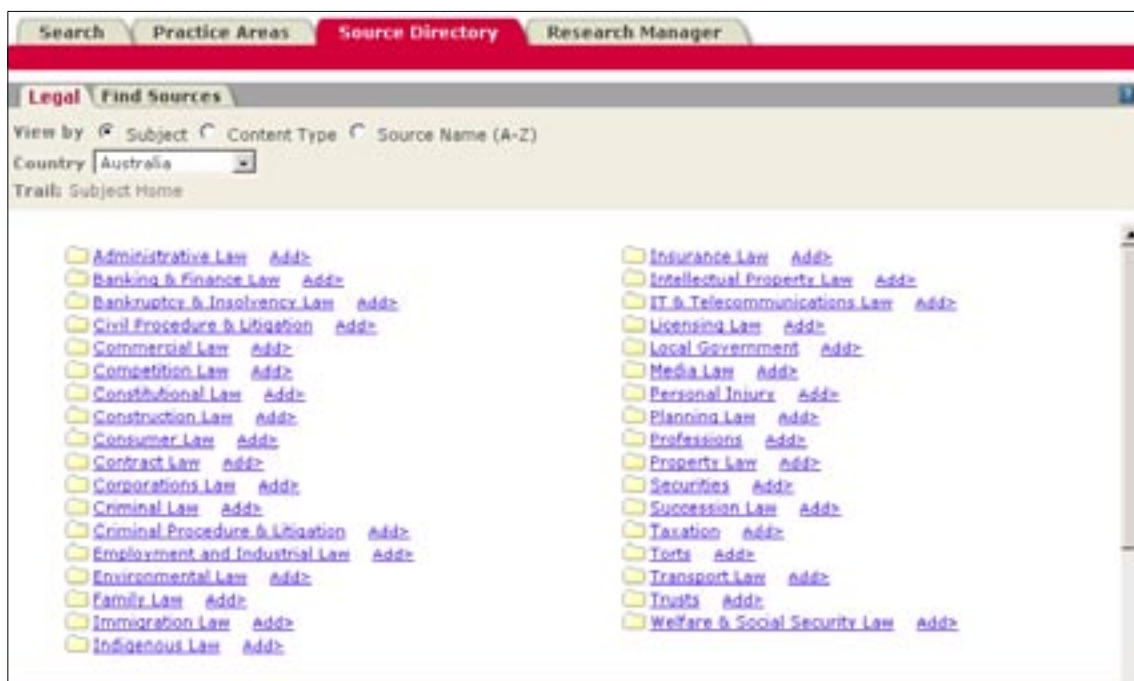 Search Practice Areas Source Directory Research Manager
Legal Find Sources
View by Subject Content Type Source Name (A-Z)
Country Australia
Trail: Subject Home
Administrative Law Add>
Banking & Finance Law Add>
Bankruptcy & Insolvency Law Add>
Civil Procedure & Litigation Add>
Commercial Law Add>
Competition Law Add>
Constitutional Law Add>
Construction Law Add>
Consumer Law Add>
Contract Law Add>
Corporations Law Add>
Criminal Law Add>
Criminal Procedure & Litigation Add>
Employment and Industrial Law Add>
Environmental Law Add>
Family Law Add>
Immigration Law Add>
Indigenous Law Add>
Insurance Law Add>
Intellectual Property Law Add>
IT & Telecommunications Law Add>
Licensing Law Add>
Local Government Add>
Media Law Add>
Personal Injury Add>
Planning Law Add>
Professions Add>
Property Law Add>
Securities Add>
Succession Law Add>
Taxation Add>
Torts Add>
Transport Law Add>
Trusts Add>
Welfare & Social Security Law Add>